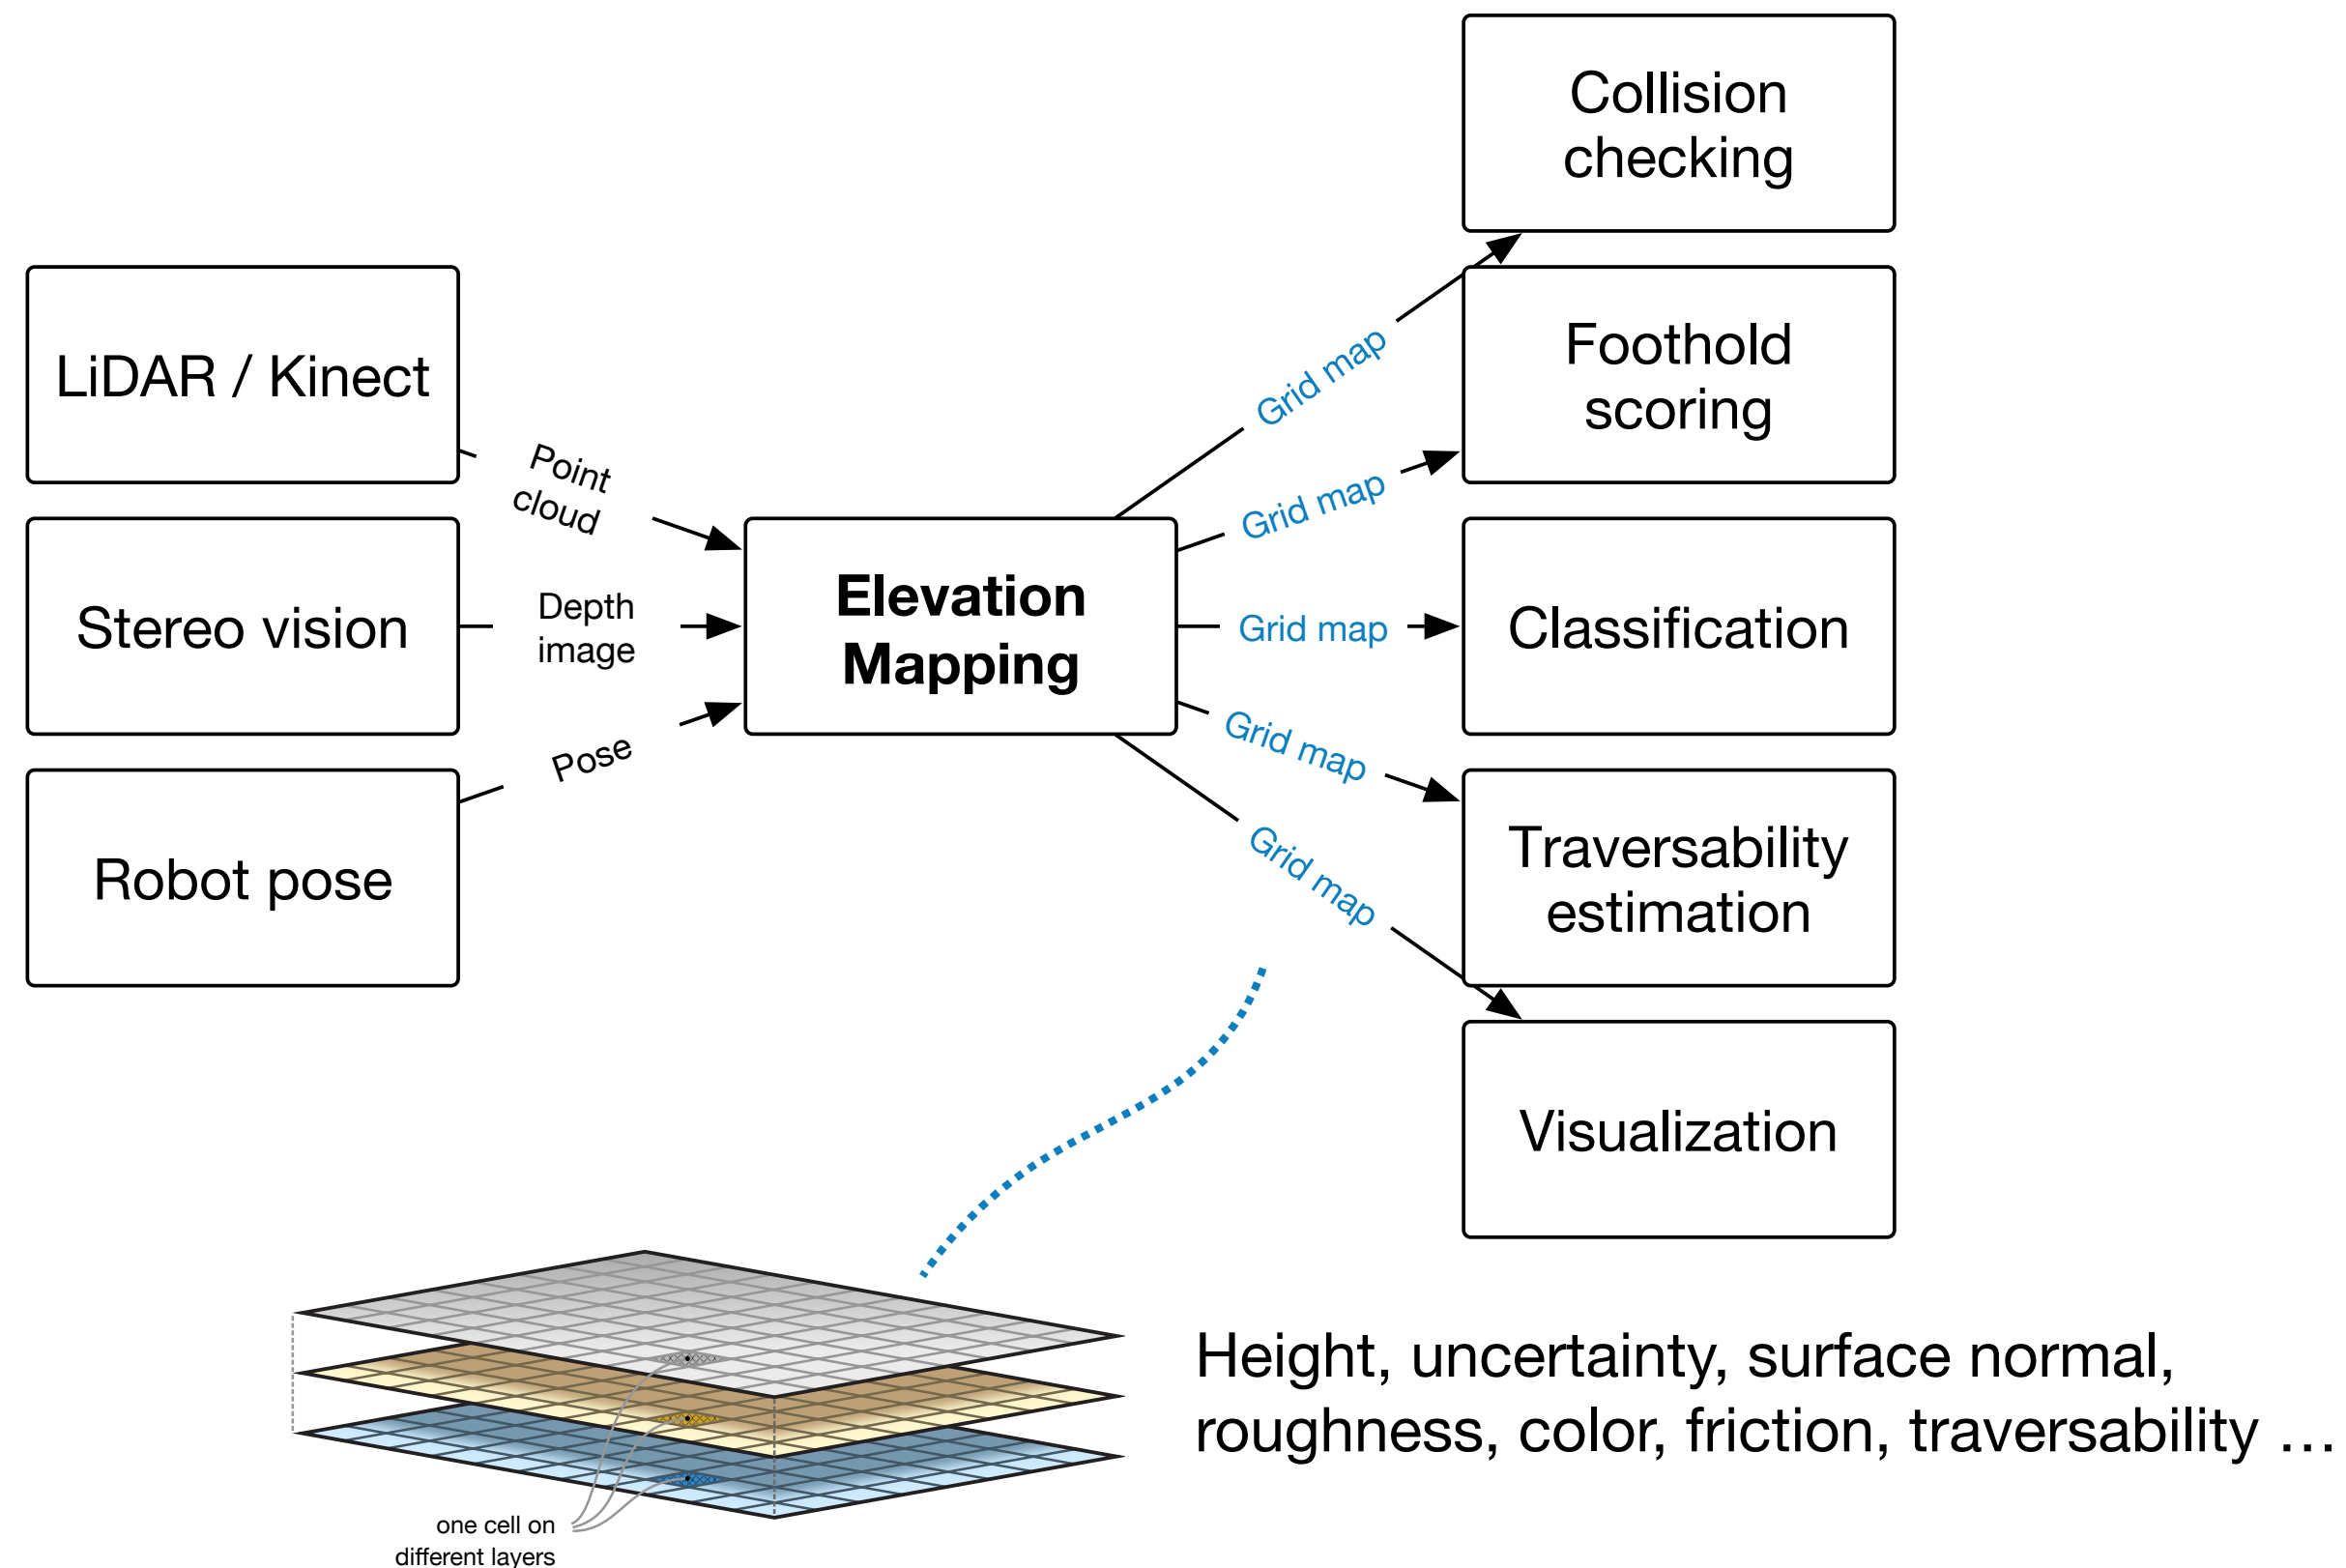 Collision
checking
LiDAR / Kinect
Foothold
scoring
Point
cloud
Grid map
Grid map
Stereo vision
Depth
image
Elevation
Mapping
Grid map
Classification
Robot pose
Pose
Grid map
Traversability
estimation
Grid map
Visualization
Height, uncertainty, surface normal,
roughness, color, friction, traversability …
one cell on
different layers